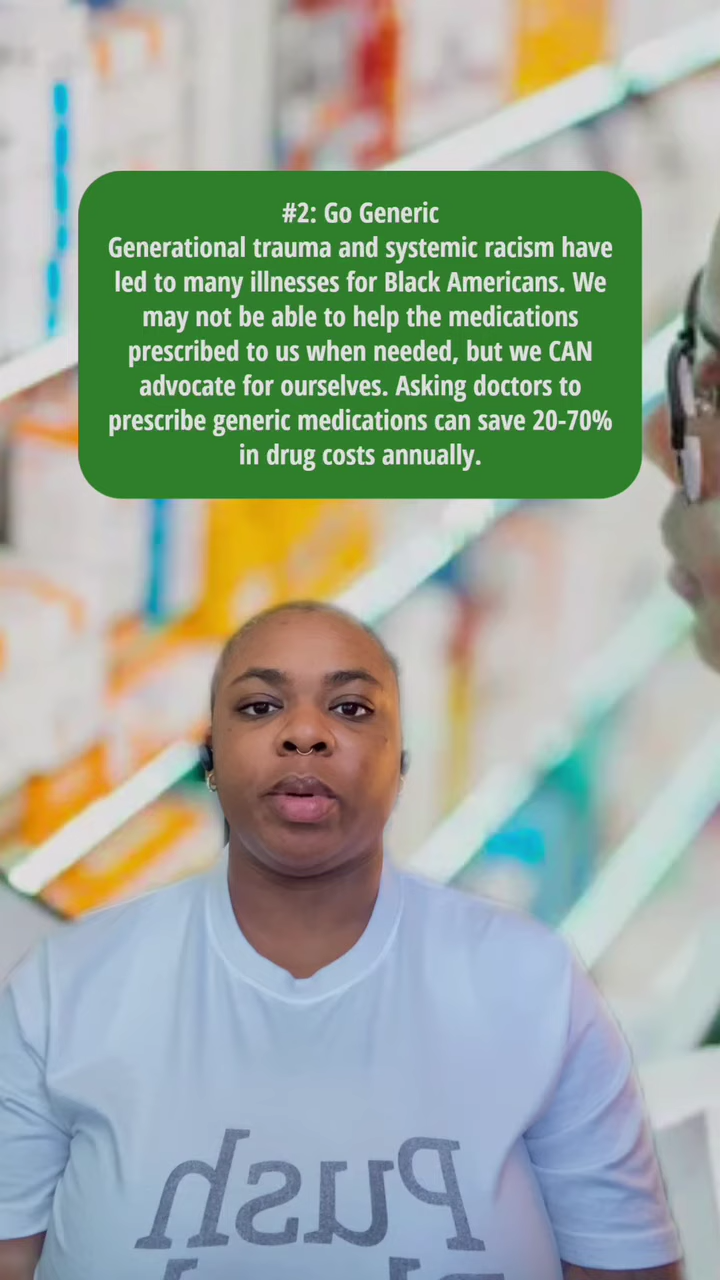 #2: Go Generic
Generational trauma and systemic racism have
led to many illnesses for Black Americans. We
may not be able to help the medications
prescribed to us when needed, but we CAN
advocate for ourselves. Asking doctors to
prescribe generic medications can save 20-70%
in drug costs annually.
Push